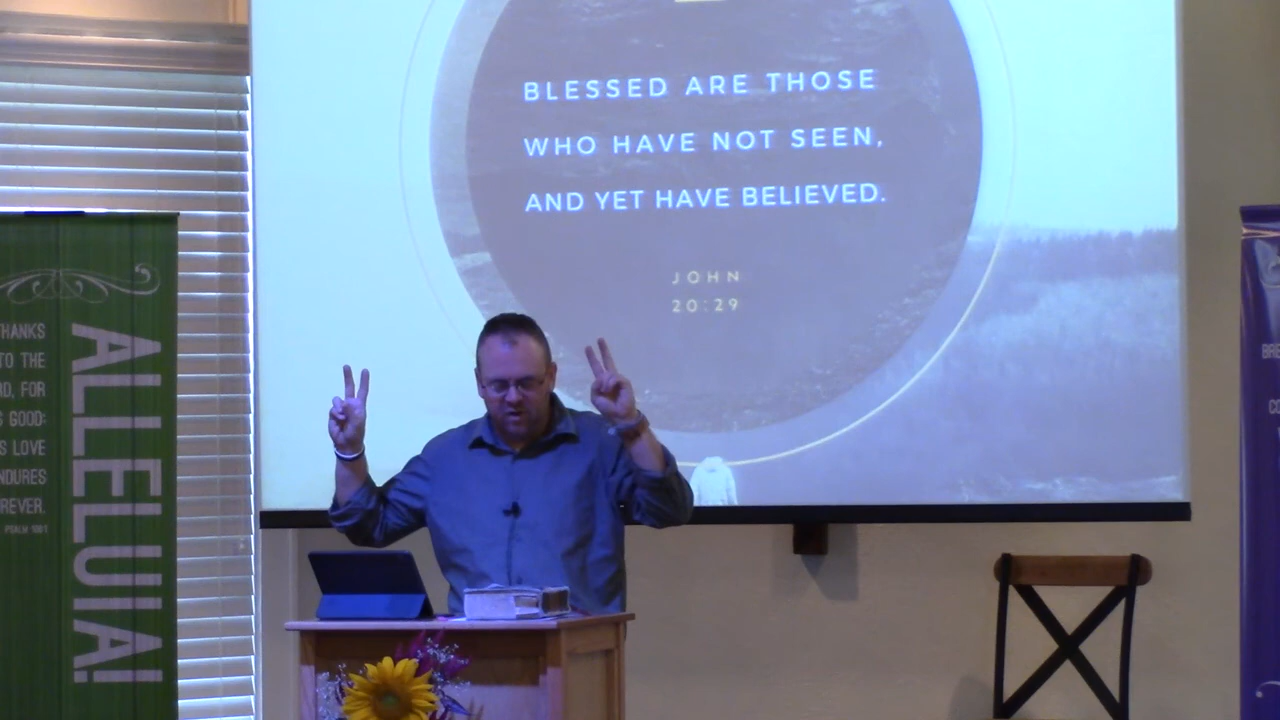 BLESSED ARE THOSE
WHO HAVE NOT SEEN,
AND YET HAVE BELIEVED.
JOHN
20:29
THANKS
TO THE
FOR
GOOD:
LOVE
REVER.
PSALM
ALLELUIA!